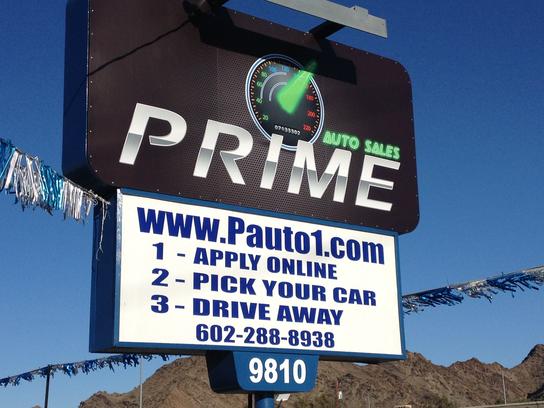 AUTO SALES
PRIME
www.Pauto1.com
1 - APPLY ONLINE
2 - PICK YOUR CAR
3 - DRIVE AWAY
602-288-8938
9810